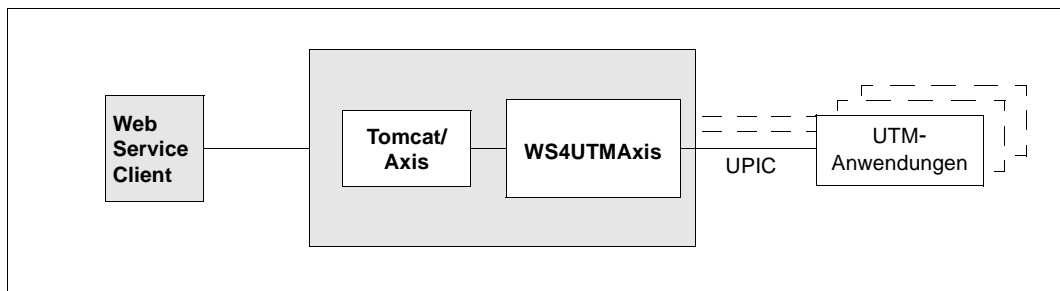 Web
Service
Client
Tomcat/
Axis
WS4UTMAxis
UPIC
UTM-
Anwendungen